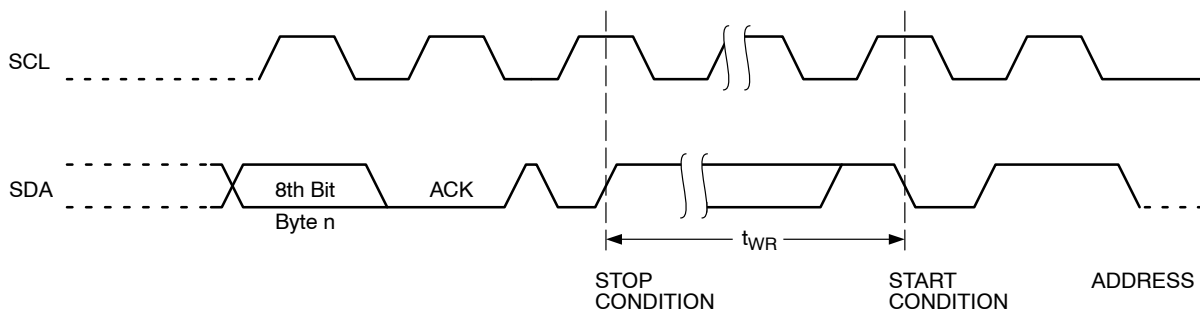 SCL
SDA
8th Bit
ACK
Byte n
tWR
STOP
CONDITION
START
CONDITION
ADDRESS